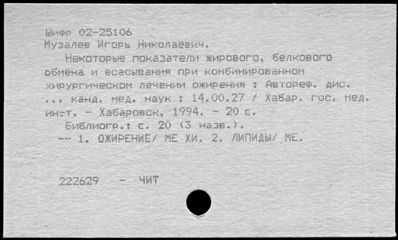 Шифр 02-25106
Музалев Игорь Николаевич.
Некоторые показатели жирового, белкового
обмена и всасывания при комбинированном
хирургическом лечении ожирения : Автореф. дис.
... канд. мед. наук : 14.00.27 / Хабар. гос. мед.
ин-т. - Хабаровск, 1994. - 20 с.
Библиогр.: с. 20 (3 назв.).
-- 1. ОЖИРЕНИЕ/ МЕ ХИ. 2. ЛИПИДЫ/ МЕ.
222629 - ЧИТ